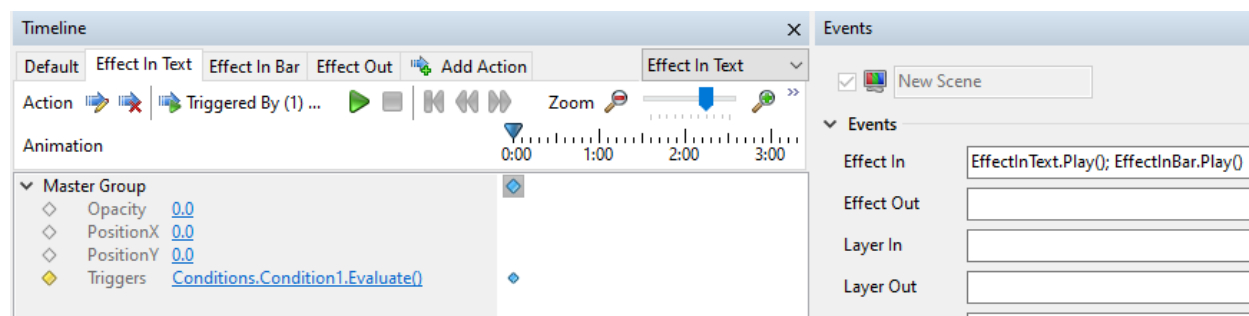 Timeline
Default Effect In Text Effect In Bar Effect Out Add Action Effect In Text
Action Triggered By (1) ... Zoom
Animation 0:00 1:00 2:00 3:00
Master Group
Opacity 0.0
PositionX 0.0
PositionY 0.0
Triggers Conditions.Condition1.Evaluate()
Events
New Scene
Events
Effect In EffectInText.Play(); EffectInBar.Play()
Effect Out
Layer In
Layer Out